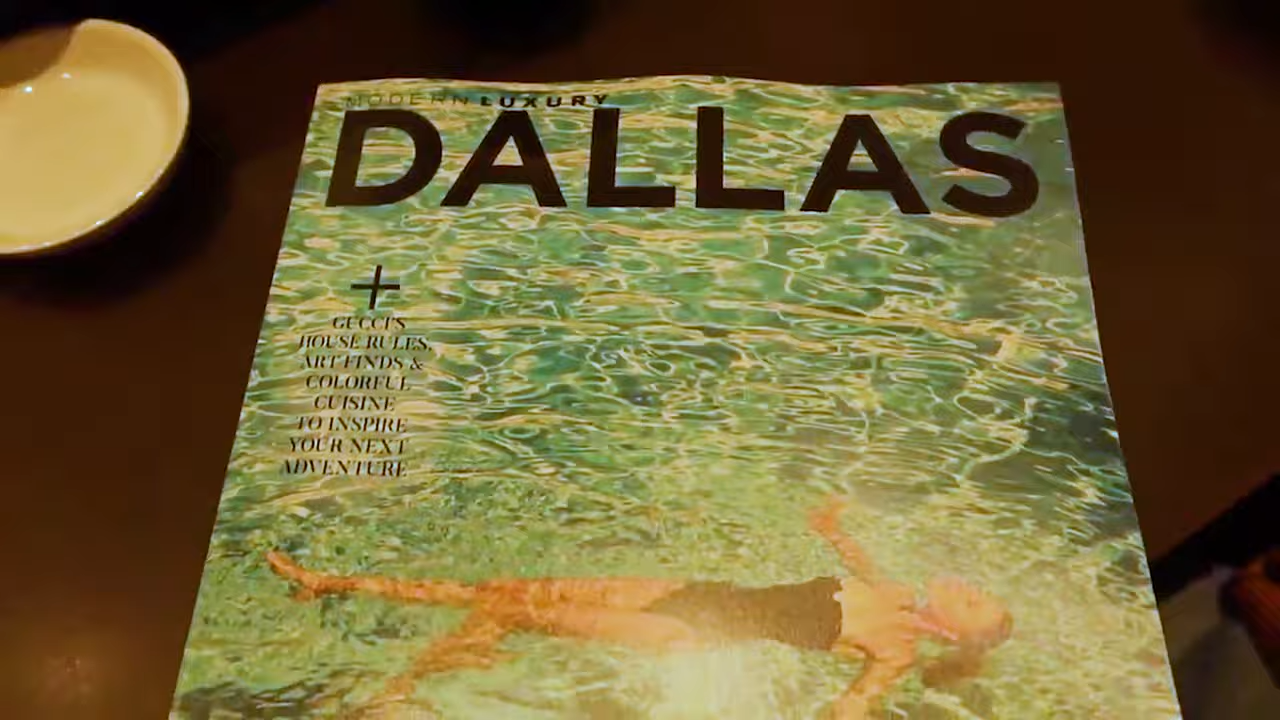 MODERN LUXURY
DALLAS
+
GUCCI'S
HOUSE RULES,
ART FINDS &
COLORFUL
CUISINE
TO INSPIRE
YOUR NEXT
ADVENTURE